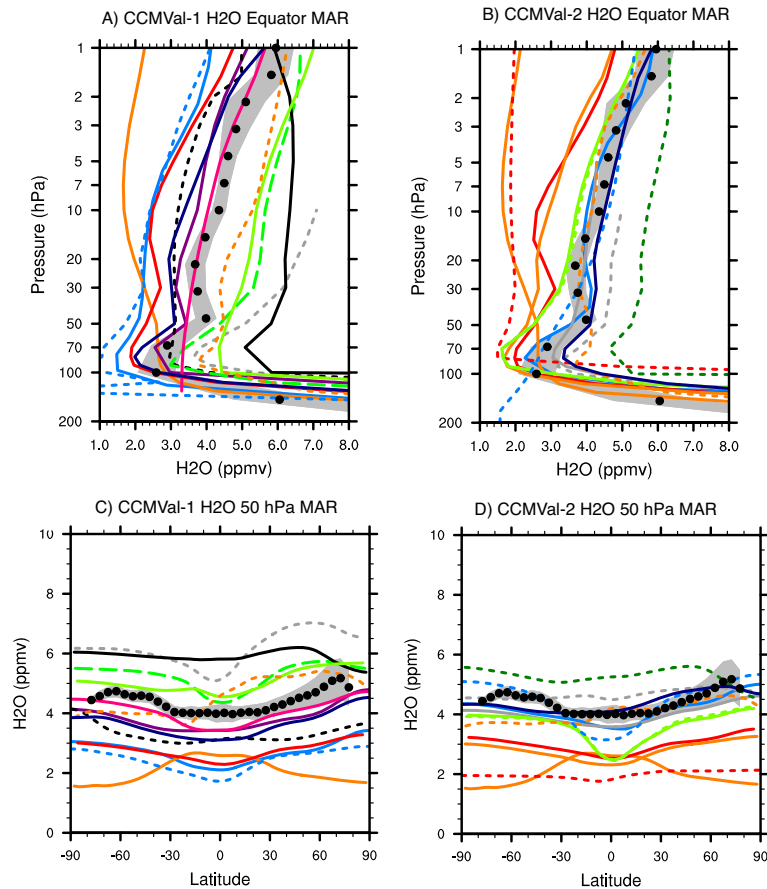 A) CCMVal-1 H2O Equator MAR
B) CCMVal-2 H2O Equator MAR
1
2
3
5
7
10
20
30
50
70
100
200
Pressure (hPa)
1.0 2.0 3.0 4.0 5.0 6.0 7.0 8.0
H2O (ppmv)
1
2
3
5
7
10
20
30
50
70
100
200
Pressure (hPa)
1.0 2.0 3.0 4.0 5.0 6.0 7.0 8.0
H2O (ppmv)
C) CCMVal-1 H2O 50 hPa MAR
D) CCMVal-2 H2O 50 hPa MAR
10
8
6
4
2
0
H2O (ppmv)
-90 -60 -30 0 30 60 90
Latitude
10
8
6
4
2
0
H2O (ppmv)
-90 -60 -30 0 30 60 90
Latitude